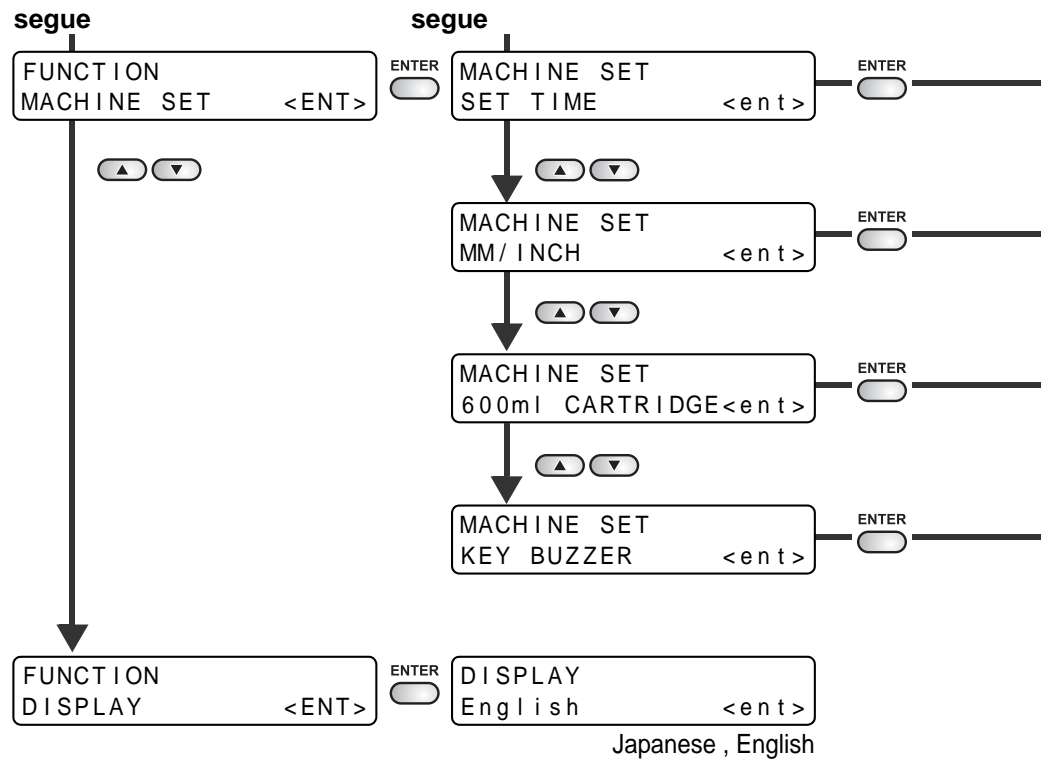 segue
segue
FUNCTION
MACHINE SET <ENT>
ENTER
MACHINE SET
SET TIME <ent>
ENTER
MACHINE SET
MM/INCH <ent>
ENTER
MACHINE SET
600ml CARTRIDGE<ent>
ENTER
MACHINE SET
KEY BUZZER <ent>
ENTER
FUNCTION
DISPLAY <ENT>
ENTER
DISPLAY
English <ent>
Japanese , English